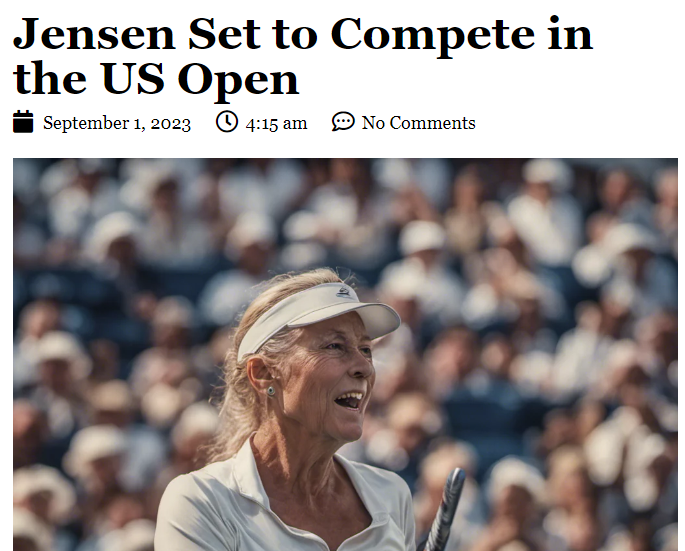 Jensen Set to Compete in
the US Open
September 1, 2023 4:15 am No Comments